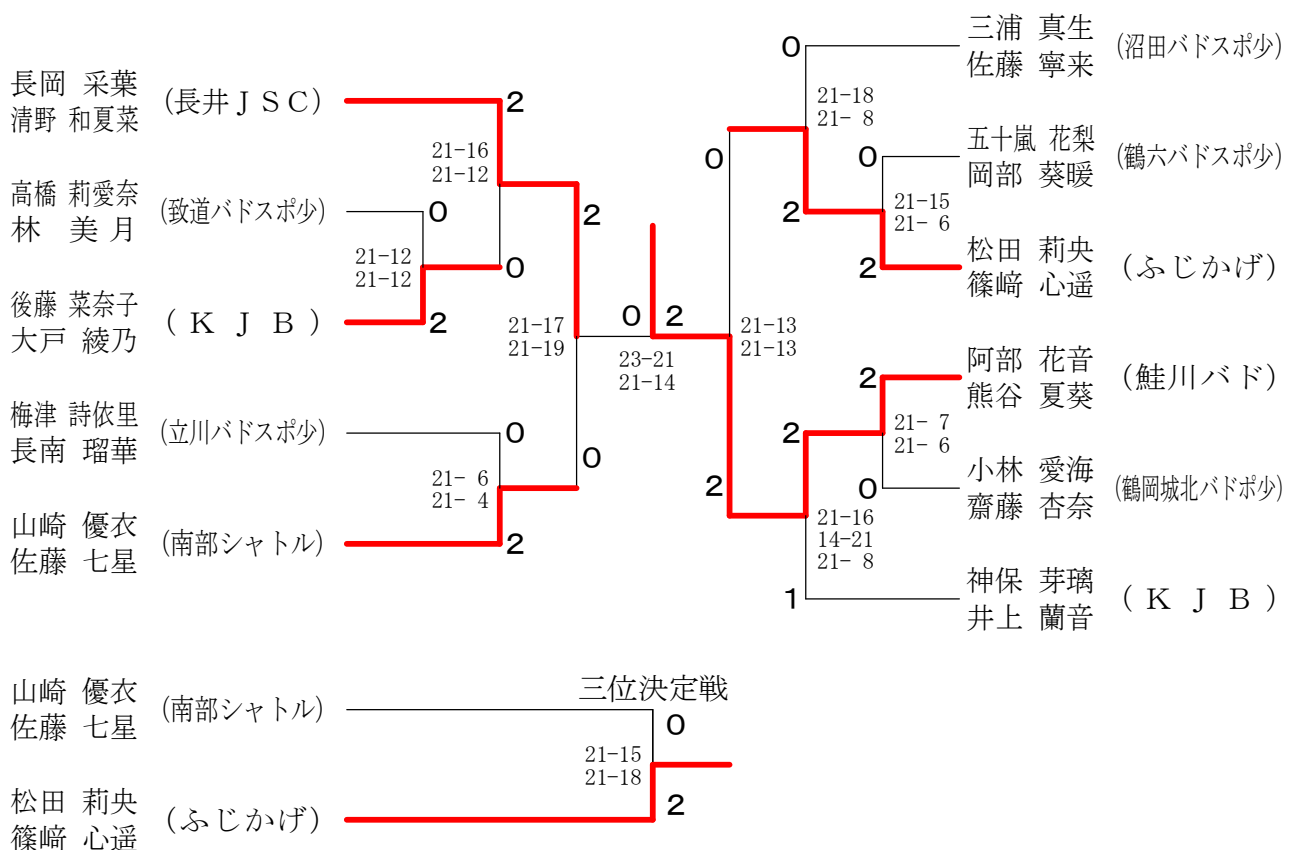 長岡 采葉
清野 和夏菜
(長井ＪＳＣ)
2
21-16
21-12
高橋 莉愛奈
林 美月
(致道バドスポ少)
0
21-12
21-12
0
後藤 菜奈子
大戸 綾乃
(ＫＪＢ)
2
2
21-17
21-19
梅津 詩依里
長南 瑠華
(立川バドスポ少)
0
0
21- 6
21- 4
山崎 優衣
佐藤 七星
(南部シャトル)
2
0 2
23-21
21-14
三浦 真生
佐藤 寧来
(沼田バドスポ少)
0
21-18
21- 8
0
五十嵐 花梨
岡部 葵暖
(鶴六バドスポ少)
0
21-15
21- 6
2
松田 莉央
篠﨑 心遥
(ふじかげ)
2
21-13
21-13
阿部 花音
熊谷 夏葵
(鮭川バド)
2
21- 7
21- 6
2
小林 愛海
齋藤 杏奈
(鶴岡城北バドポ少)
0
2
21-16
14-21
21- 8
神保 芽璃
井上 蘭音
(ＫＪＢ)
1
三位決定戦
山崎 優衣
佐藤 七星
(南部シャトル)
0
21-15
21-18
松田 莉央
篠﨑 心遥
(ふじかげ)
2